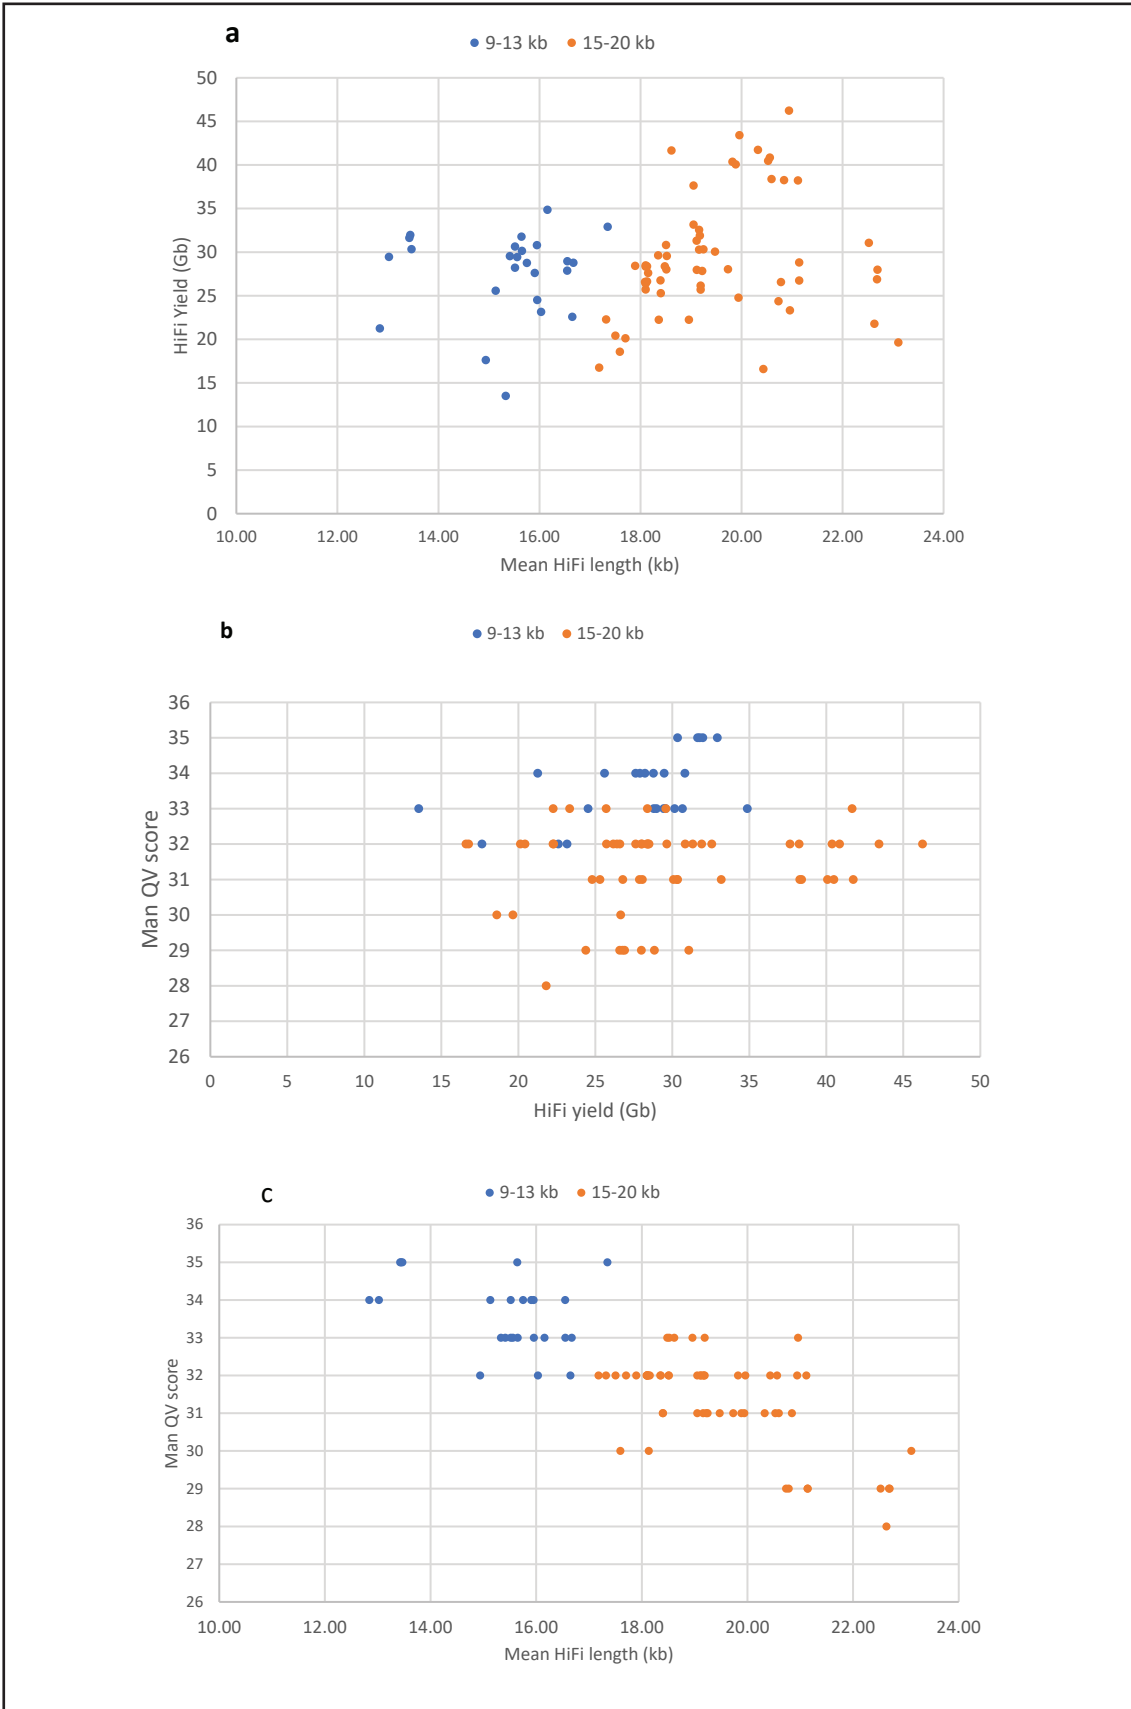 a
9-13 kb 15-20 kb
50
45
40
35
30
25
20
15
10
5
0
HiFi Yield (Gb)
10.00 12.00 14.00 16.00 18.00 20.00 22.00 24.00
Mean HiFi length (kb)
b
9-13 kb 15-20 kb
36
35
34
33
32
31
30
29
28
27
26
Man QV score
0 5 10 15 20 25 30 35 40 45 50
HiFi yield (Gb)
c
9-13 kb 15-20 kb
36
35
34
33
32
31
30
29
28
27
26
Man QV score
10.00 12.00 14.00 16.00 18.00 20.00 22.00 24.00
Mean HiFi length (kb)